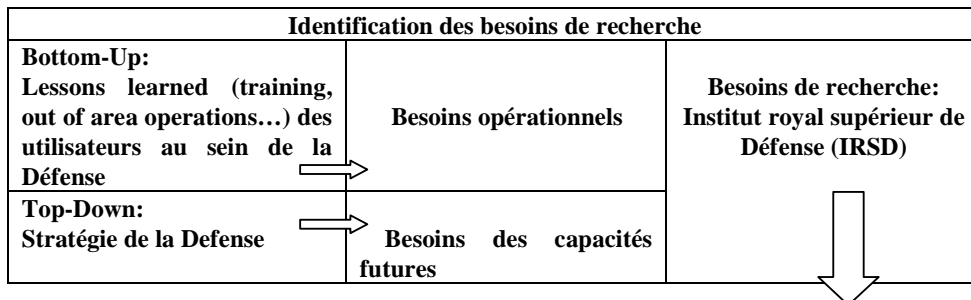 Identification des besoins de recherche
Bottom-Up:
Lessons learned (training,
out of area operations…) des
utilisateurs au sein de la
Défense
Besoins opérationnels
Besoins de recherche:
Institut royal supérieur de
Défense (IRSD)
Top-Down:
Stratégie de la Defense
Besoins des capacités
futures